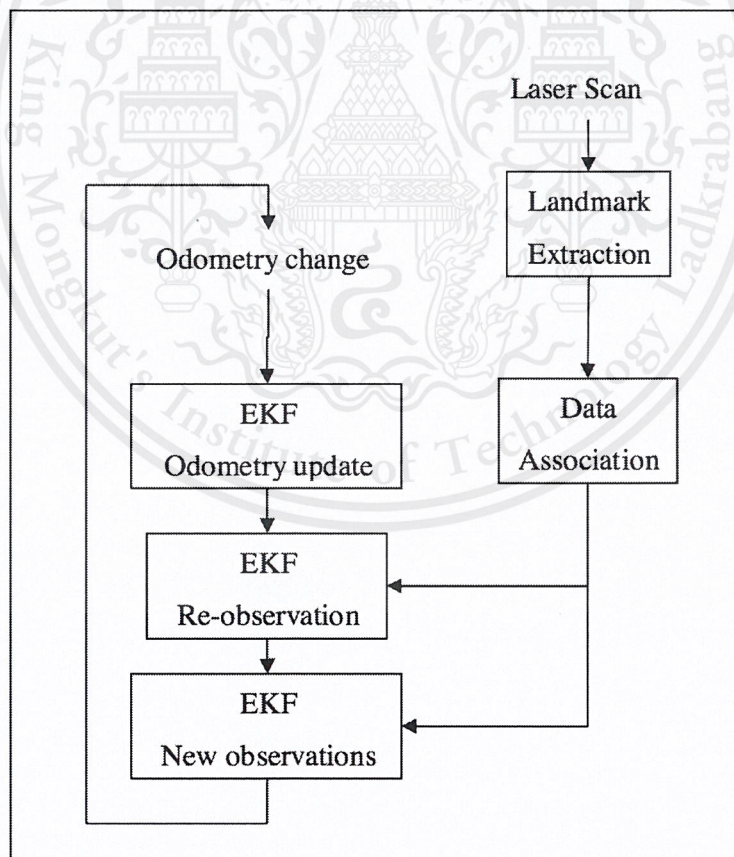 Laser Scan
Landmark
Extraction
Odometry change
EKF
Odometry update
Data
Association
EKF
Re-observation
EKF
New observations
King Mongkut's Institute of Technology Ladkrabang